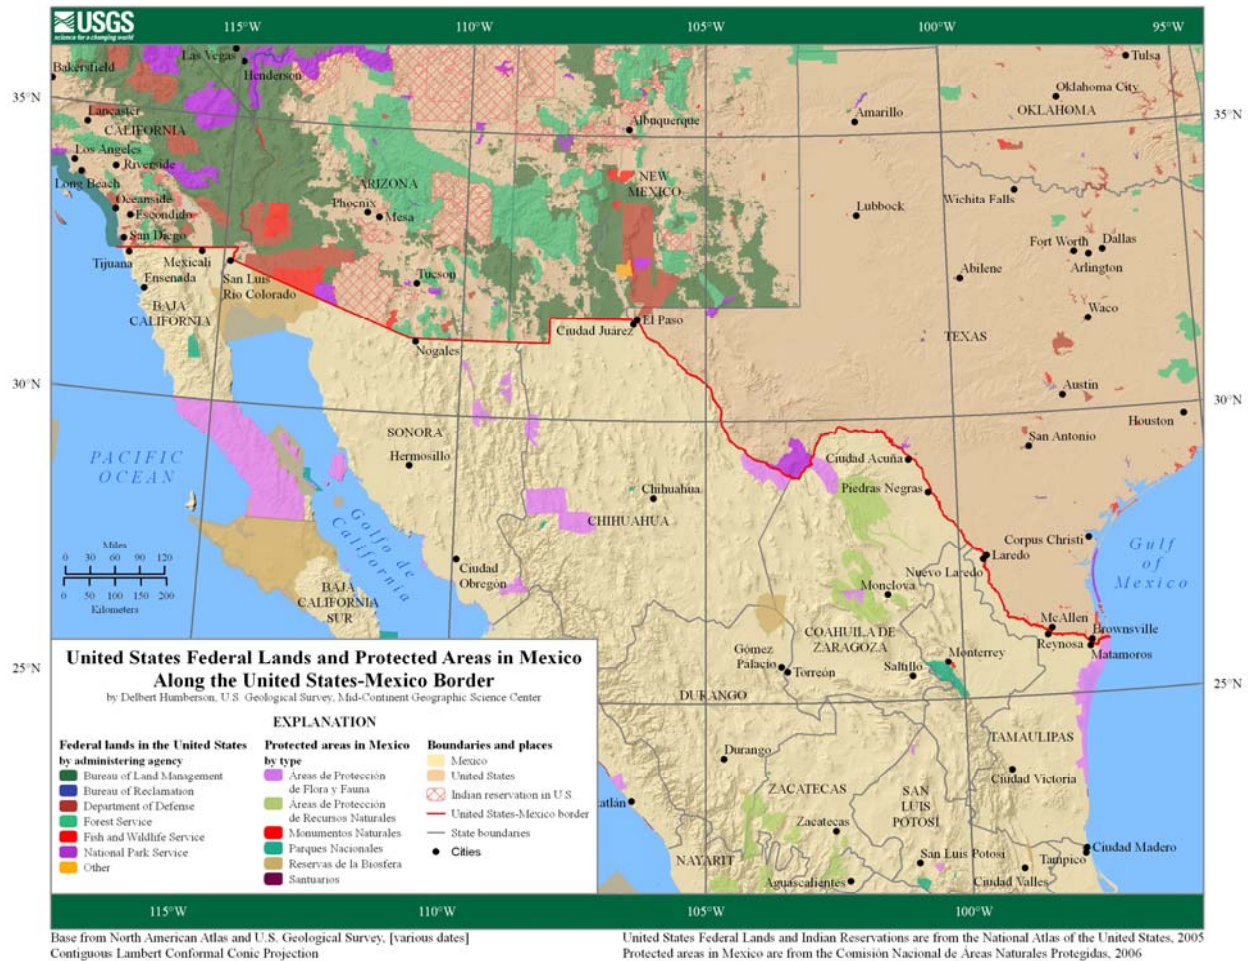 USGS
science for a changing world
115°W
110°W
105°W
100°W
95°W
35°N
30°N
25°N
35°N
30°N
25°N
Las Vegas
Henderson
Bakersfield
Lancaster
CALIFORNIA
Los Angeles
Riverside
Long Beach
Oceanside
Escondido
San Diego
Tijuana
Mexicali
Ensenada
BAJA
CALIFORNIA
San Luis
Río Colorado
ARIZONA
Phoenix
Mesa
Tucson
Nogales
Albuquerque
NEW
MEXICO
El Paso
Ciudad Juárez
Amarillo
Lubbock
Tulsa
Oklahoma City
OKLAHOMA
Wichita Falls
Fort Worth
Dallas
Arlington
Abilene
Waco
TEXAS
Austin
Houston
San Antonio
PACIFIC
OCEAN
Golfo
de
California
SONORA
Hermosillo
Chihuahua
CHIHUAHUA
Ciudad
Obregón
BAJA
CALIFORNIA
SUR
Ciudad Acuña
Piedras Negras
Corpus Christi
Laredo
Nuevo Laredo
Gulf
of
Mexico
Monclova
McAllen
Brownsville
Reynosa
Matamoros
COAHUILA DE
ZARAGOZA
Gómez
Palacio
Torreón
Saltillo
Monterrey
DURANGO
Durango
TAMAULIPAS
Ciudad Victoria
ZACATECAS
Zacatecas
SAN
LUIS
POTOSÍ
San Luis Potosí
NAYARIT
Aguascalientes
Ciudad Valles
Tampico
Ciudad Madero
atlán
Miles
0 30 60 90 120
0 50 100 150 200
Kilometers
United States Federal Lands and Protected Areas in Mexico
Along the United States-Mexico Border
by Delbert Humberson, U.S. Geological Survey, Mid-Continent Geographic Science Center
EXPLANATION
Federal lands in the United States
by administering agency
Bureau of Land Management
Bureau of Reclamation
Department of Defense
Forest Service
Fish and Wildlife Service
National Park Service
Other
Protected areas in Mexico
by type
Áreas de Protección
de Flora y Fauna
Áreas de Protección
de Recursos Naturales
Monumentos Naturales
Parques Nacionales
Reservas de la Biosfera
Santuarios
Boundaries and places
Mexico
United States
Indian reservation in U.S.
United States-Mexico border
State boundaries
Cities
115°W
110°W
105°W
100°W
Base from North American Atlas and U.S. Geological Survey, [various dates]
Contiguous Lambert Conformal Conic Projection
United States Federal Lands and Indian Reservations are from the National Atlas of the United States, 2005
Protected areas in Mexico are from the Comisión Nacional de Áreas Naturales Protegidas, 2006